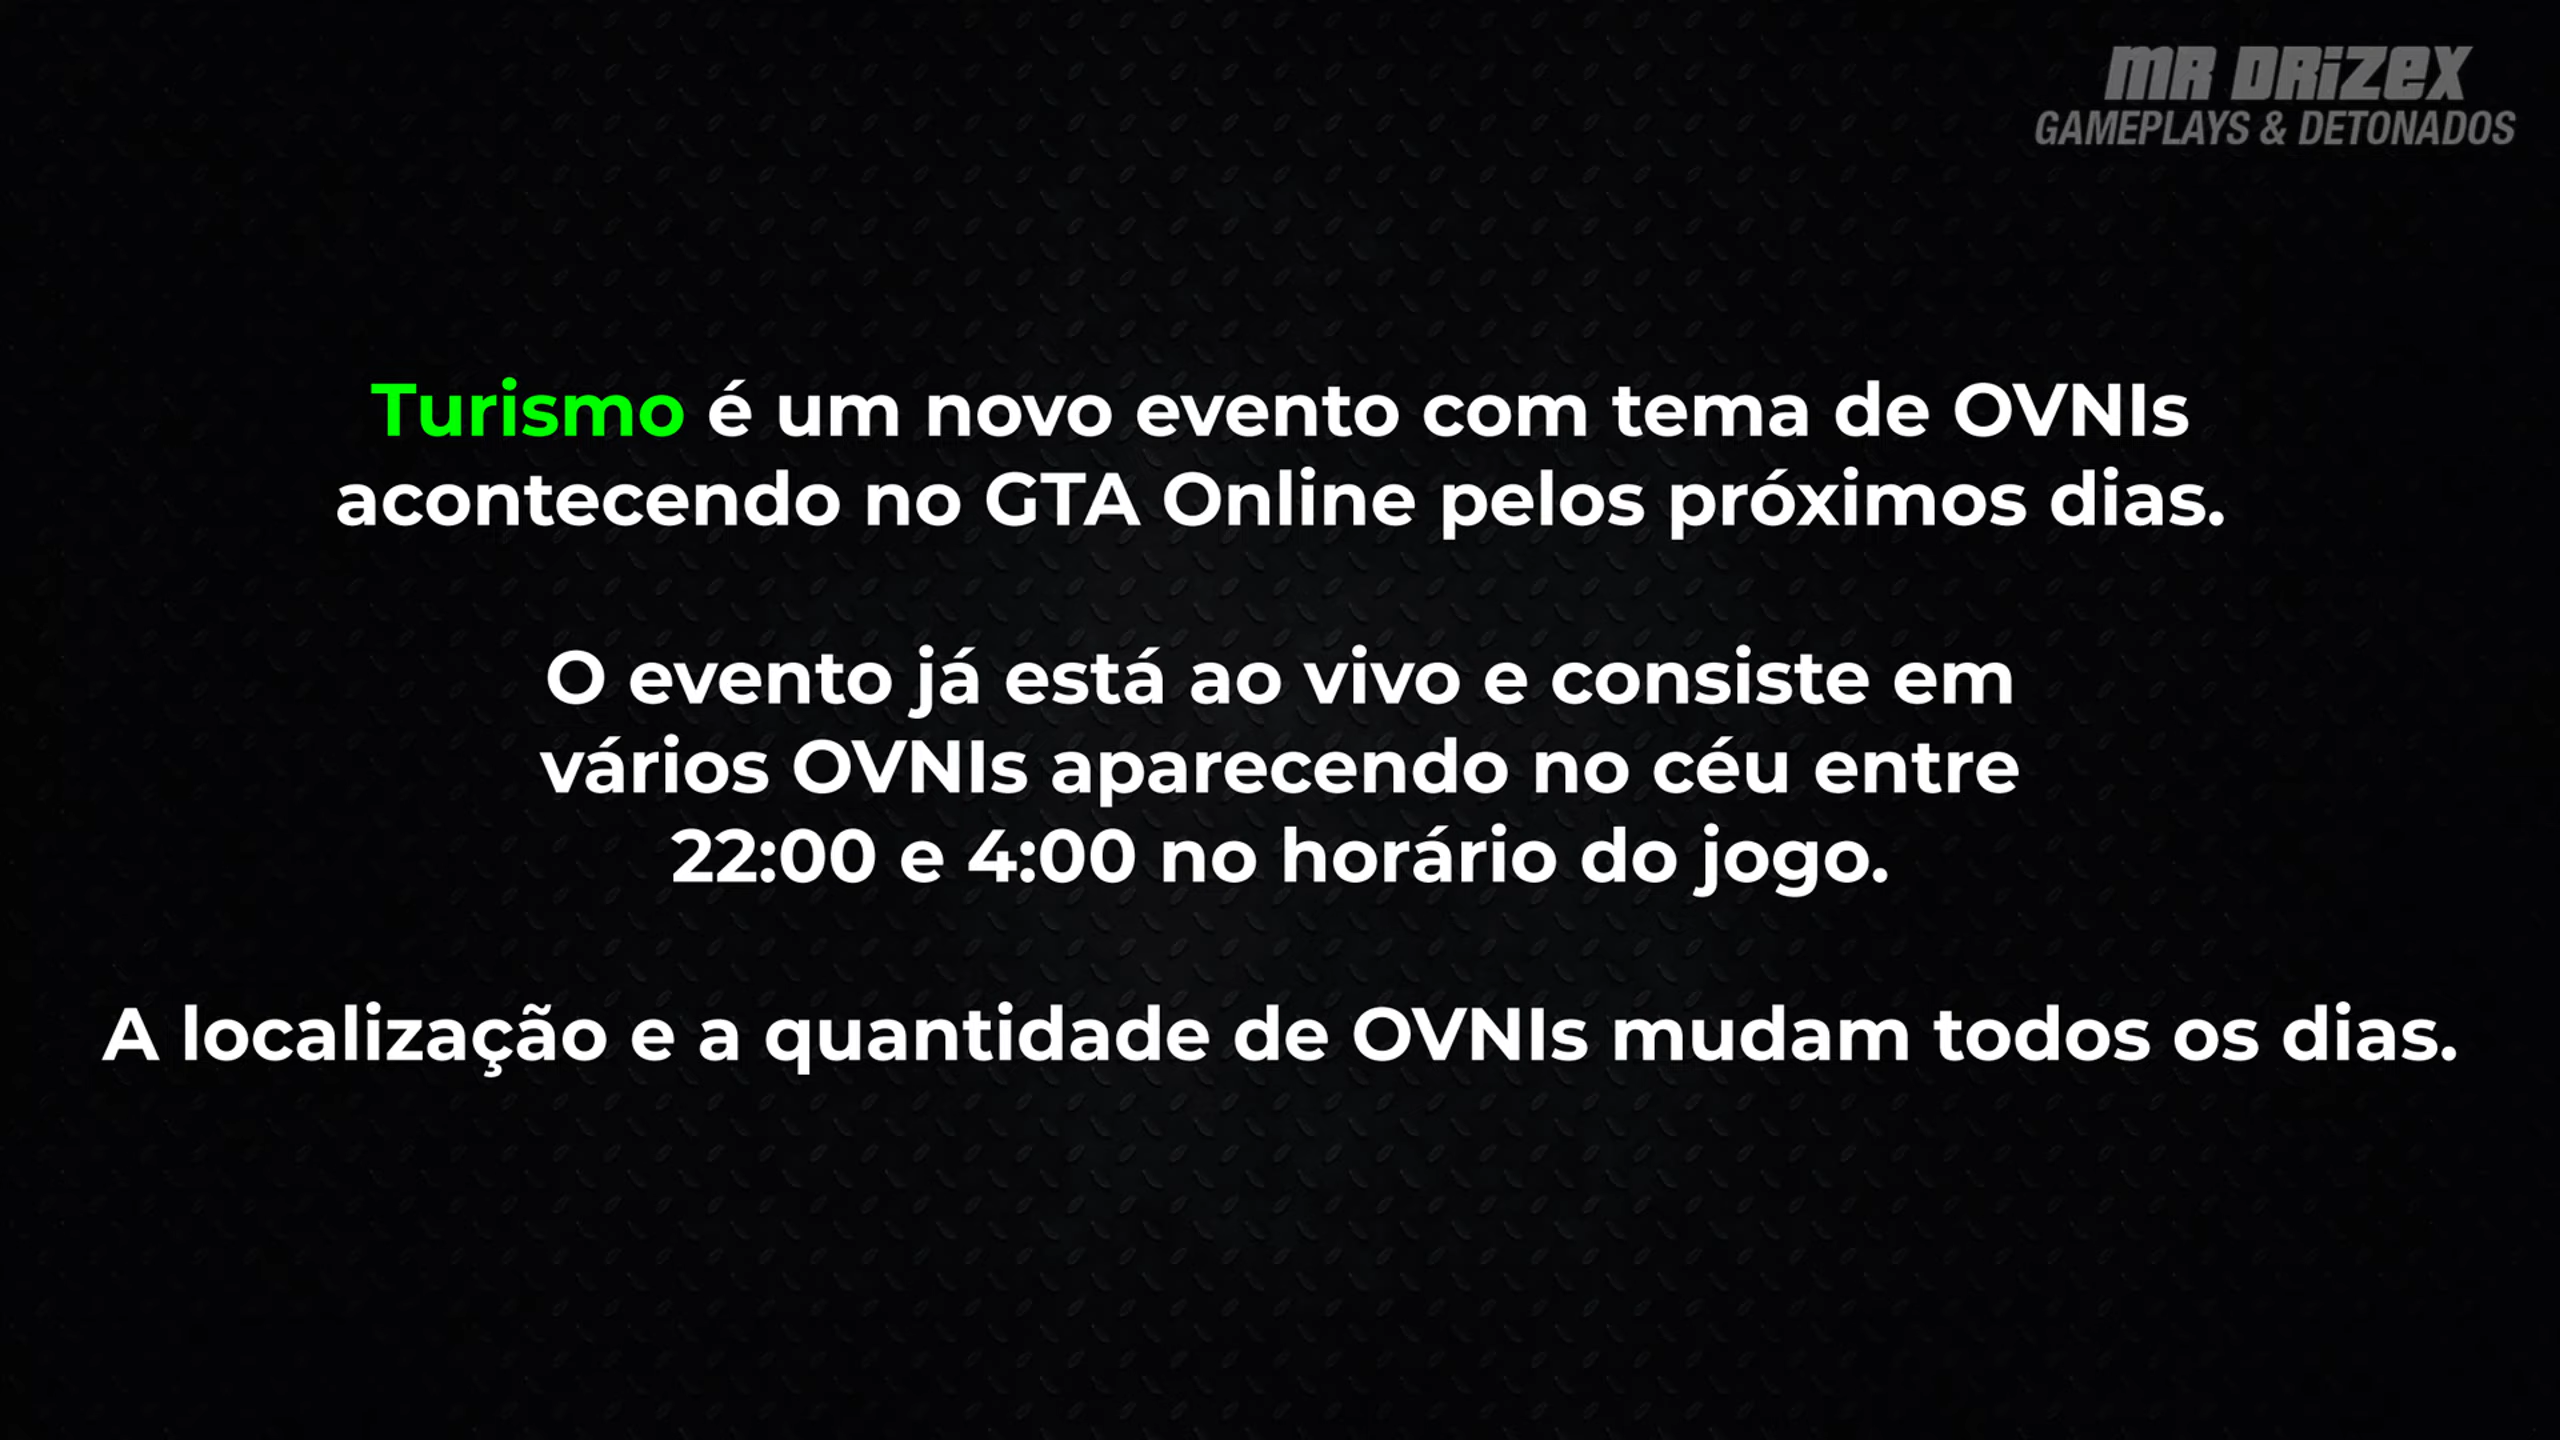 MR DRIZEX
GAMEPLAYS & DETONADOS
Turismo é um novo evento com tema de OVNIs
acontecendo no GTA Online pelos próximos dias.
O evento já está ao vivo e consiste em
vários OVNIs aparecendo no céu entre
22:00 e 4:00 no horário do jogo.
A localização e a quantidade de OVNIs mudam todos os dias.